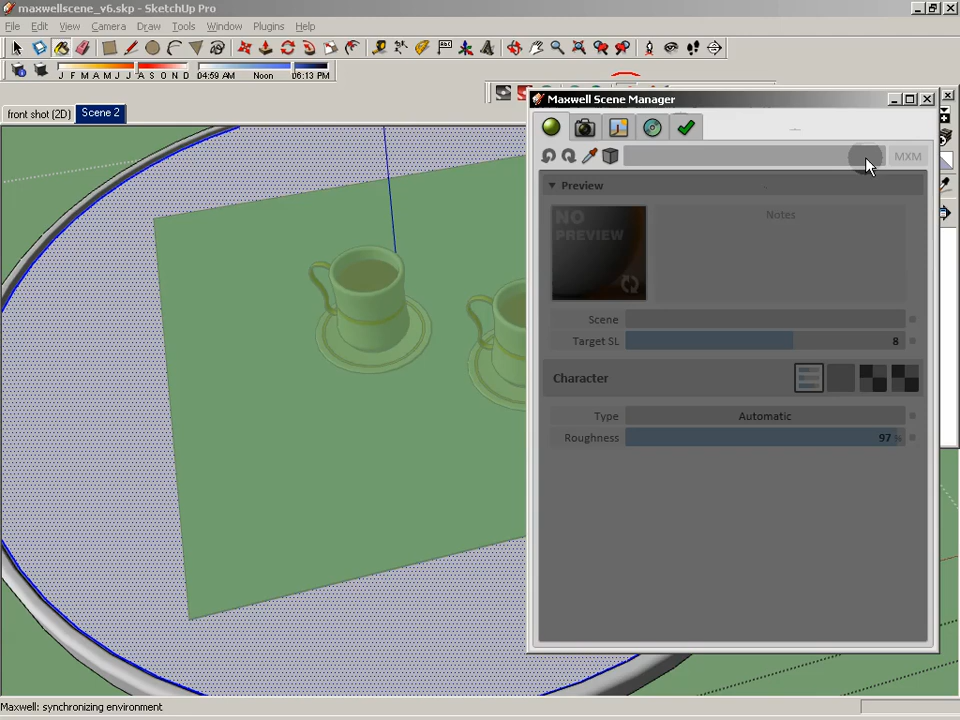 maxwellscene_v6.skp - SketchUp Pro
File Edit View Camera Draw Tools Window Plugins Help
J F M A M J J A S O N D 04:59 AM Noon 06:13 PM
front shot (2D) Scene 2
Maxwell Scene Manager
MXM
Preview
NO
PREVIEW
Notes
Scene
Target SL 8
Character
Type Automatic
Roughness 97 %
Maxwell: synchronizing environment